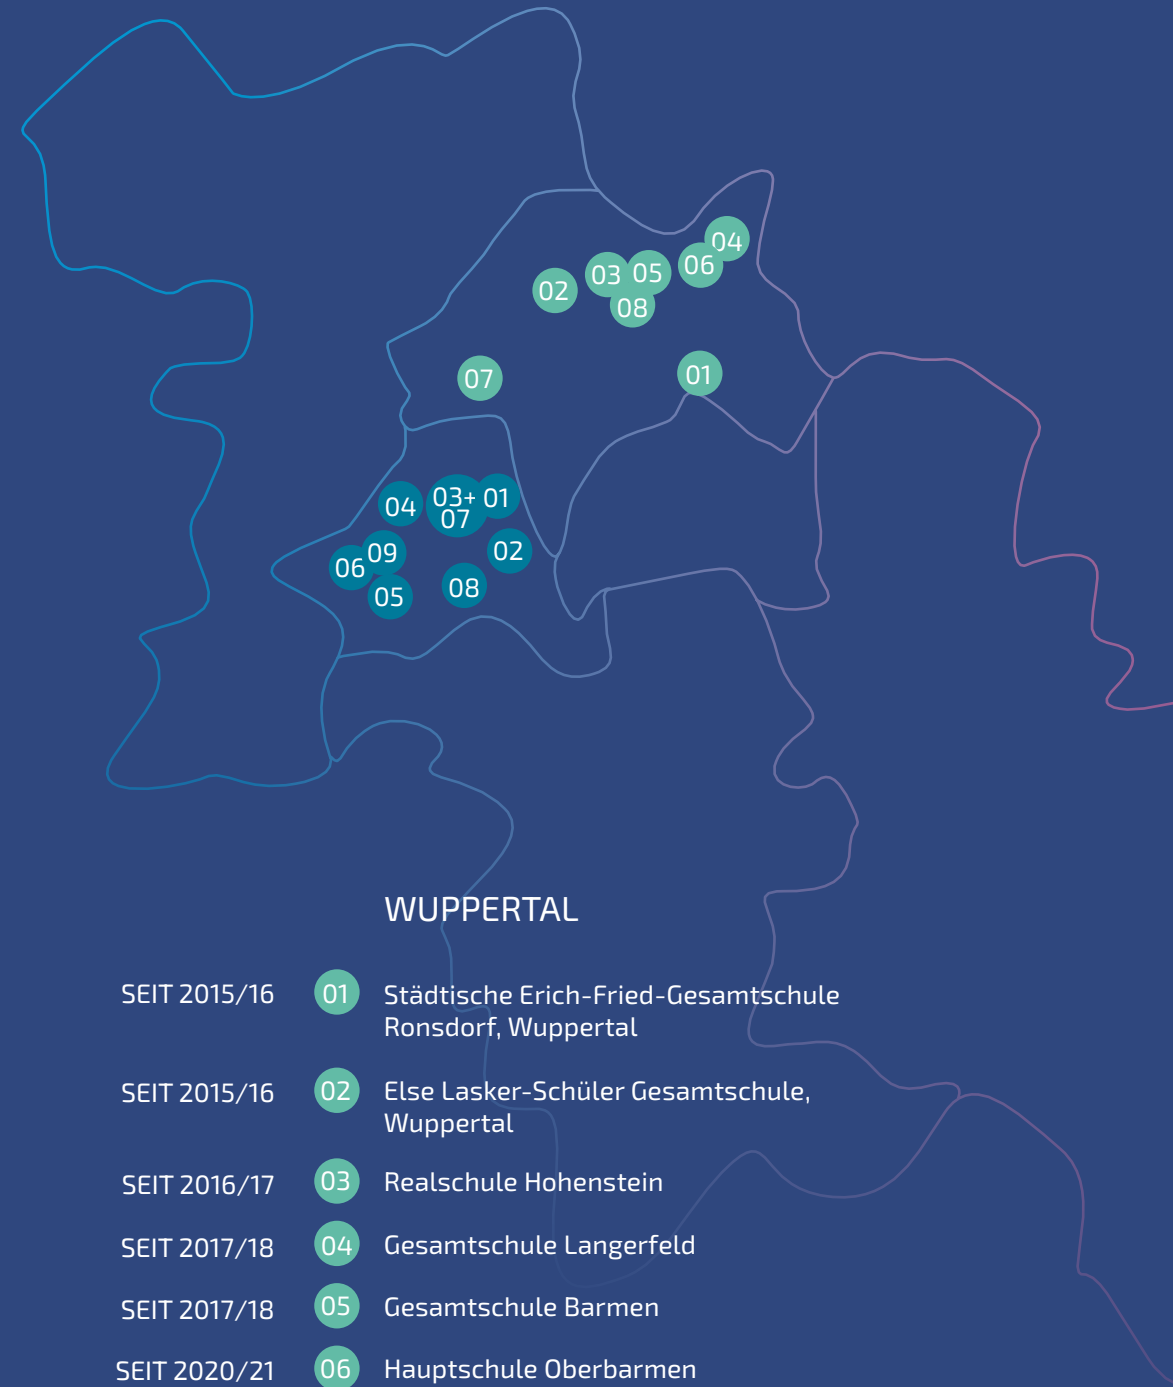 04
06
03
05
02
08
01
07
03+
07
01
04
09
02
06
08
05
WUPPERTAL
SEIT 2015/16 01 Städtische Erich-Fried-Gesamtschule
Ronsdorf, Wuppertal
SEIT 2015/16 02 Else Lasker-Schüler Gesamtschule,
Wuppertal
SEIT 2016/17 03 Realschule Hohenstein
SEIT 2017/18 04 Gesamtschule Langerfeld
SEIT 2017/18 05 Gesamtschule Barmen
SEIT 2020/21 06 Hauptschule Oberbarmen